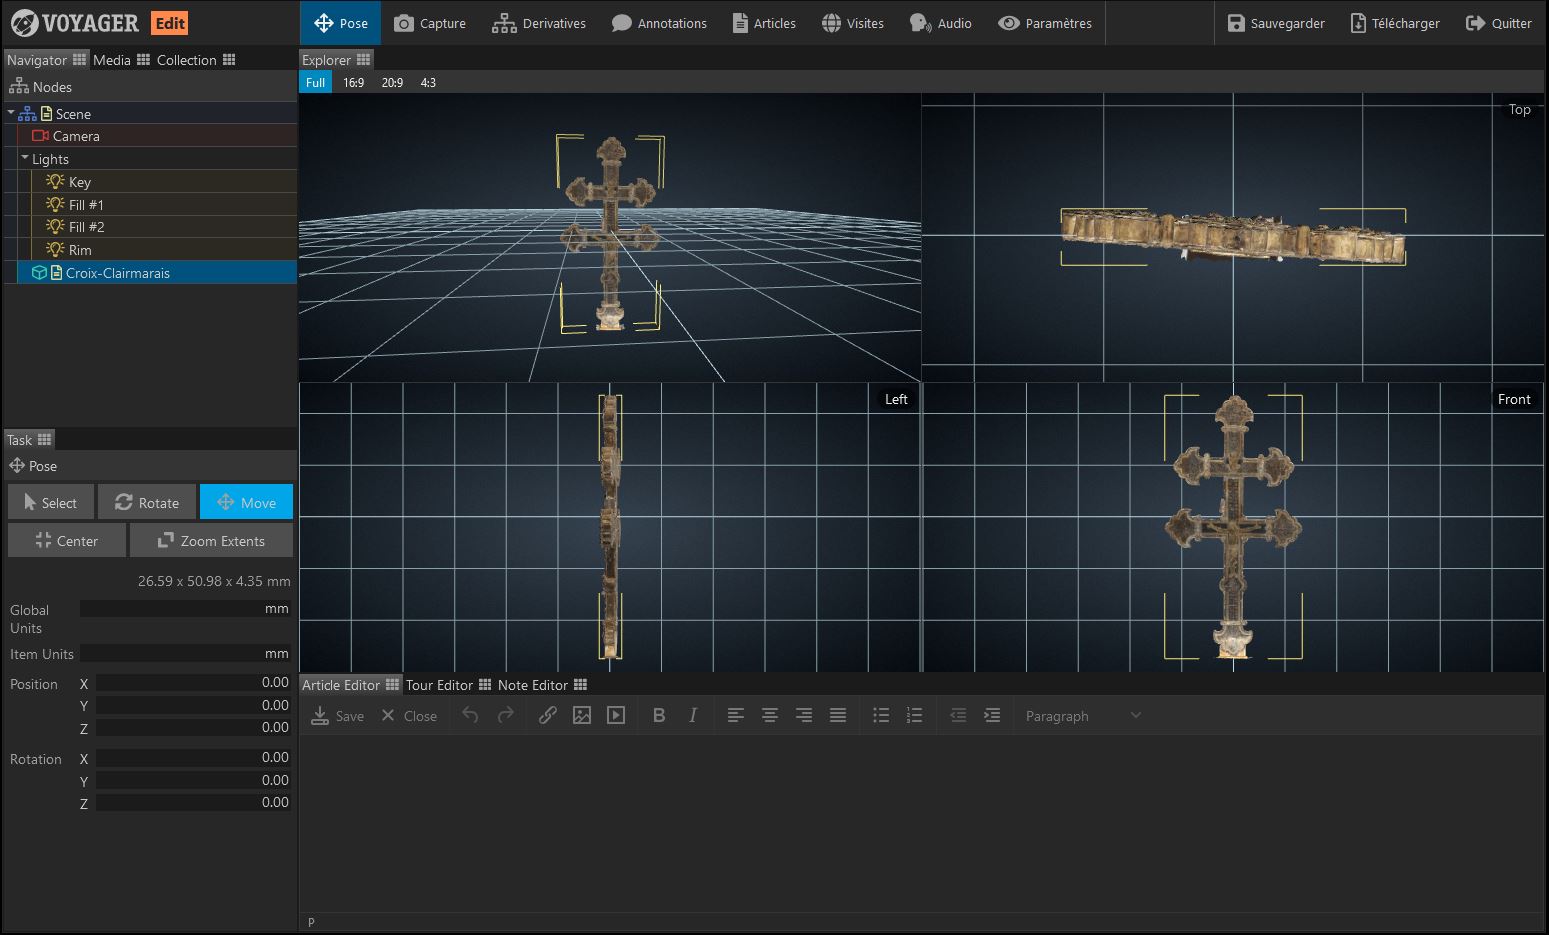 VOYAGER Edit
Pose Capture Derivatives Annotations Articles Visites Audio Paramètres Sauvegarder Télécharger Quitter
Navigator Media Collection
Nodes
Scene
Camera
Lights
Key
Fill #1
Fill #2
Rim
Croix-Clairmarais
Task
Pose
Select Rotate Move
Center Zoom Extents
26.59 x 50.98 x 4.35 mm
Global Units mm
Item Units mm
Position X 0.00
Y 0.00
Z 0.00
Rotation X 0.00
Y 0.00
Z 0.00
Explorer
Full 16:9 20:9 4:3
Top
Left
Front
Article Editor Tour Editor Note Editor
Save Close B I Paragraph
p